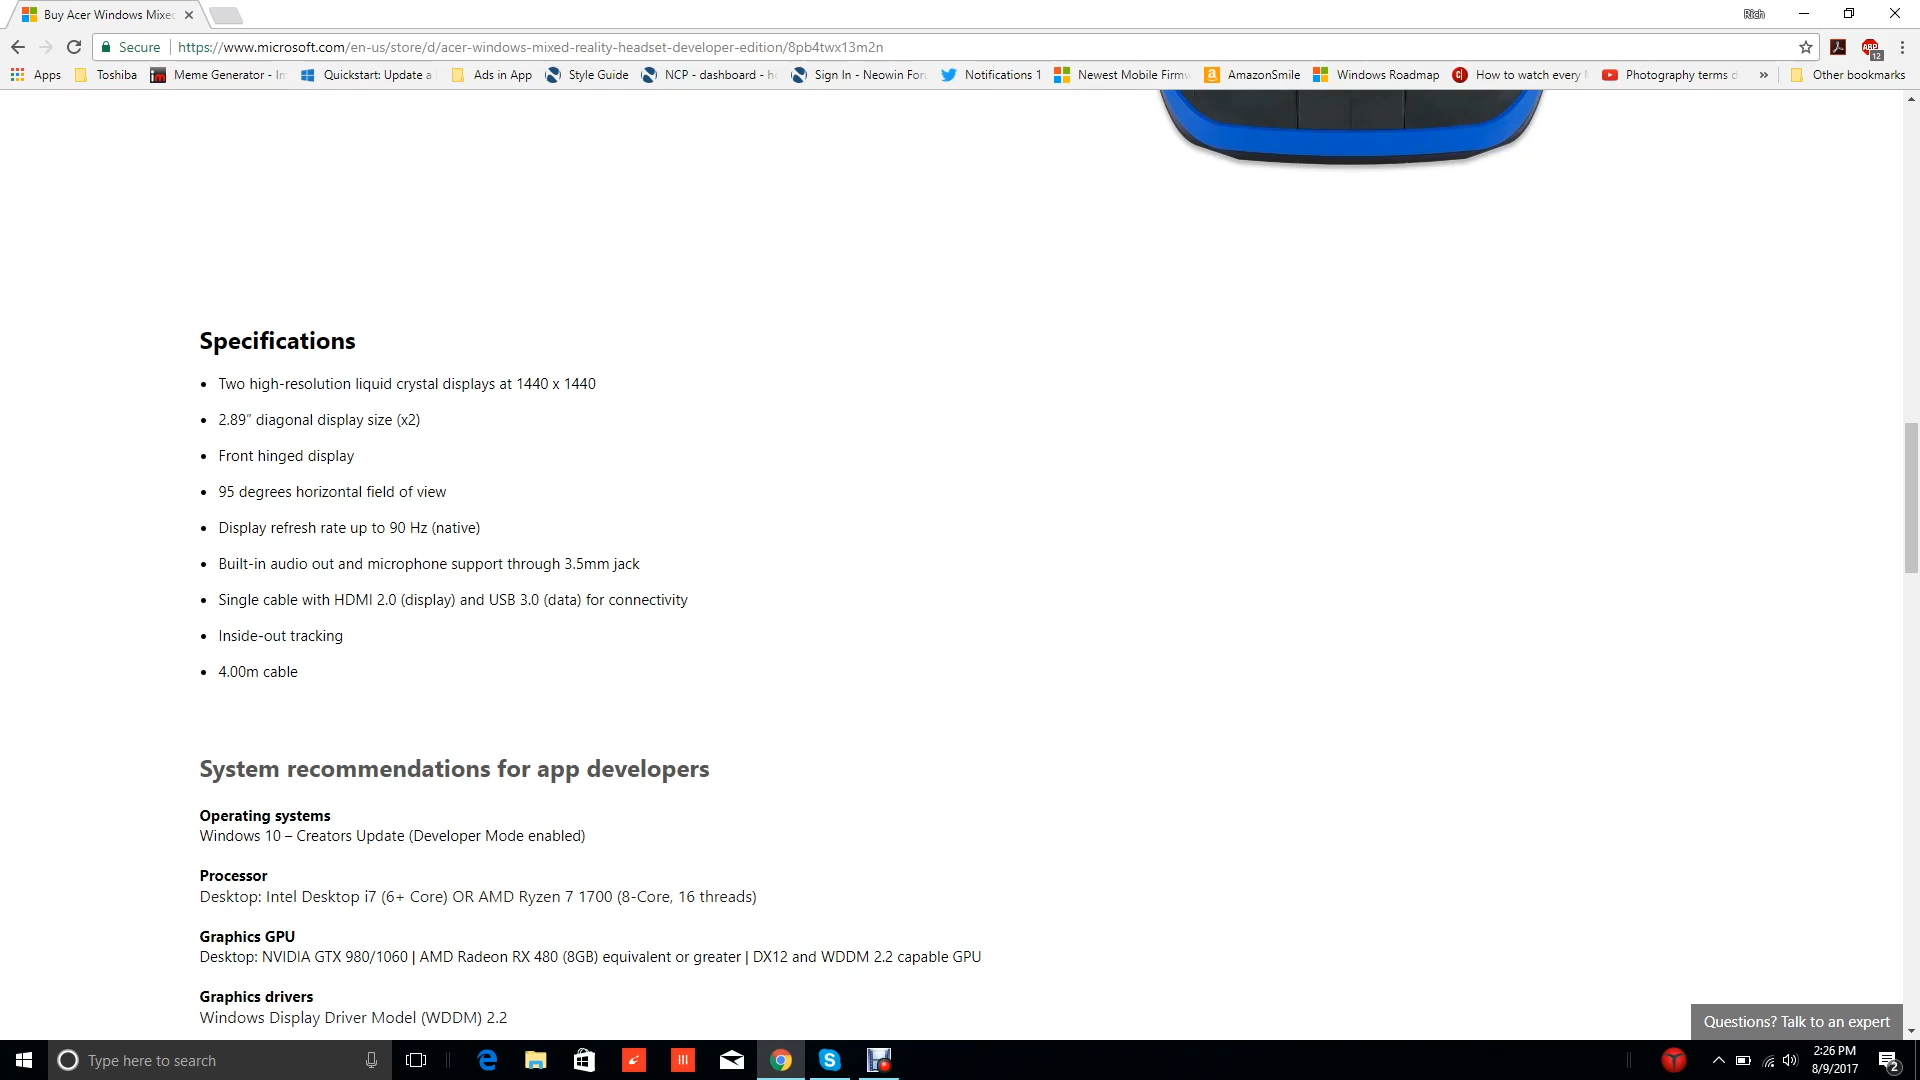 Buy Acer Windows Mixed
Rich
Secure https://www.microsoft.com/en-us/store/d/acer-windows-mixed-reality-headset-developer-edition/8pb4twx13m2n
ABP
12
Apps Toshiba Meme Generator - Im Quickstart: Update a Ads in App Style Guide NCP - dashboard - ho Sign In - Neowin Foru Notifications 1 Newest Mobile Firmw AmazonSmile Windows Roadmap How to watch every Photography terms d » Other bookmarks
Specifications
• Two high-resolution liquid crystal displays at 1440 x 1440
• 2.89” diagonal display size (x2)
• Front hinged display
• 95 degrees horizontal field of view
• Display refresh rate up to 90 Hz (native)
• Built-in audio out and microphone support through 3.5mm jack
• Single cable with HDMI 2.0 (display) and USB 3.0 (data) for connectivity
• Inside-out tracking
• 4.00m cable
System recommendations for app developers
Operating systems
Windows 10 – Creators Update (Developer Mode enabled)
Processor
Desktop: Intel Desktop i7 (6+ Core) OR AMD Ryzen 7 1700 (8-Core, 16 threads)
Graphics GPU
Desktop: NVIDIA GTX 980/1060 | AMD Radeon RX 480 (8GB) equivalent or greater | DX12 and WDDM 2.2 capable GPU
Graphics drivers
Windows Display Driver Model (WDDM) 2.2
Questions? Talk to an expert
Type here to search
2:26 PM
8/9/2017
2